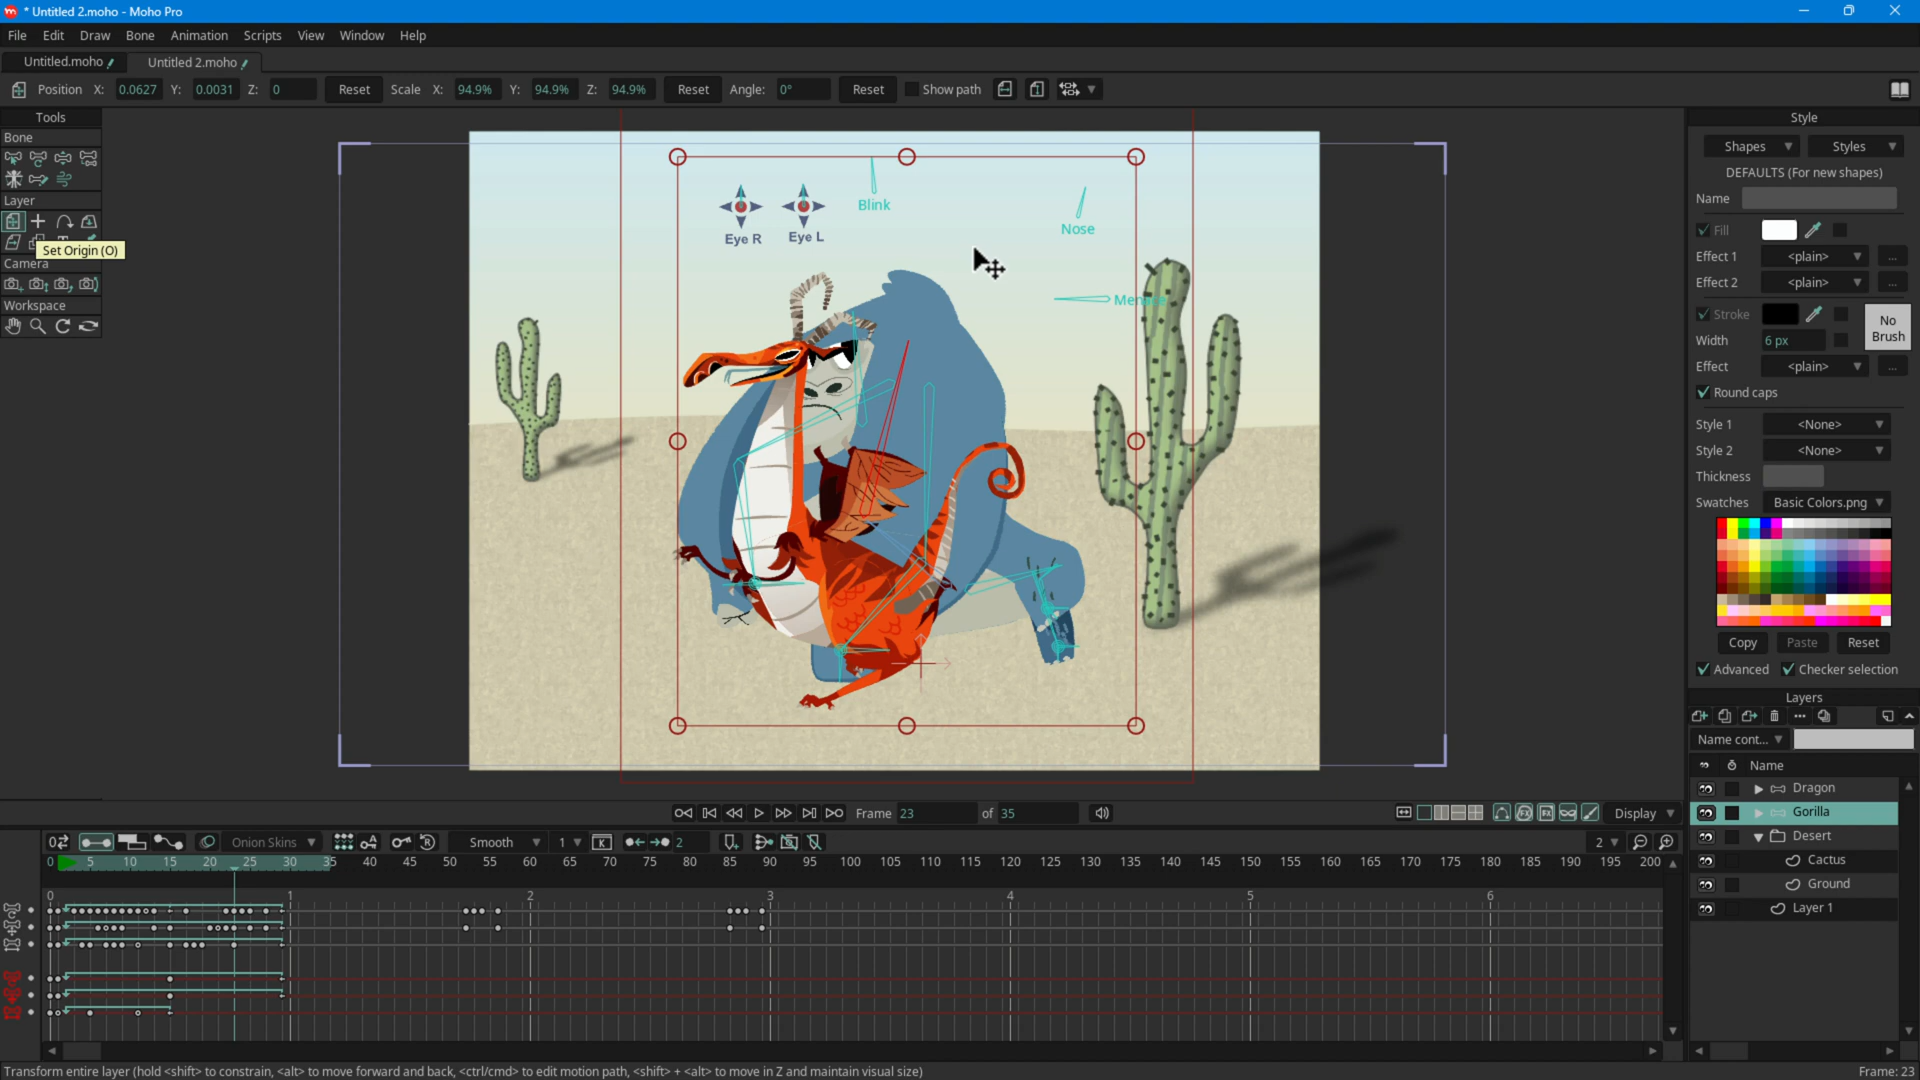 * Untitled 2.moho - Moho Pro
File Edit Draw Bone Animation Scripts View Window Help
Untitled.moho Untitled 2.moho
Position X: 0.0627 Y: 0.0031 Z: 0 Reset Scale X: 94.9% Y: 94.9% Z: 94.9% Reset Angle: 0° Reset Show path
Tools
Bone
Layer
Set Origin (O)
Camera
Workspace
Blink
Nose
Eye R Eye L
Menace
Style
Shapes Styles
DEFAULTS (For new shapes)
Name
Fill
Effect 1 <plain> ...
Effect 2 <plain> ...
Stroke
No Brush
Width 6 px
Effect <plain> ...
Round caps
Style 1 <None>
Style 2 <None>
Thickness
Swatches Basic Colors.png
Copy Paste Reset
Advanced Checker selection
Layers
Name cont...
Name
Dragon
Gorilla
Desert
Cactus
Ground
Layer 1
Frame 23 of 35 Display
Onion Skins Smooth 1 K 2 2
0 5 10 15 20 25 30 35 40 45 50 55 60 65 70 75 80 85 90 95 100 105 110 115 120 125 130 135 140 145 150 155 160 165 170 175 180 185 190 195 200
0 1 2 3 4 5 6
Transform entire layer (hold <shift> to constrain, <alt> to move forward and back, <ctrl/cmd> to edit motion path, <shift> + <alt> to move in Z and maintain visual size) Frame: 23